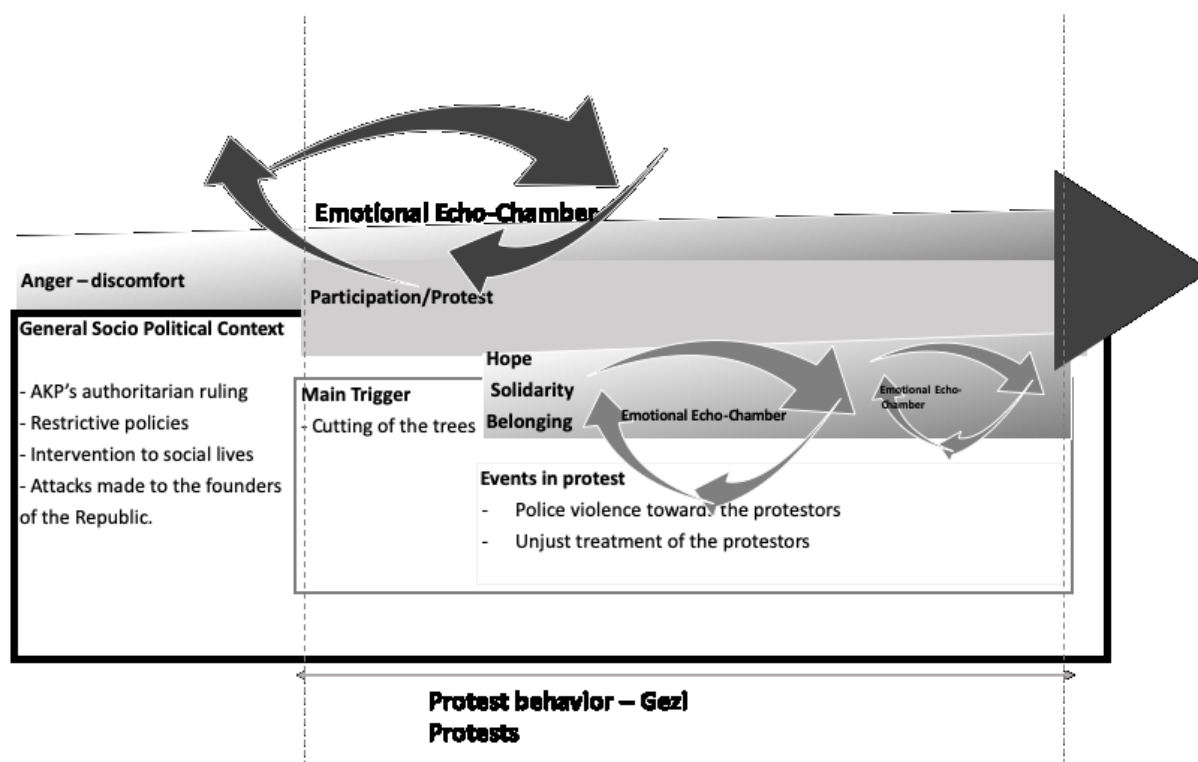 Emotional Echo-Chamber
Anger – discomfort
Participation/Protest
General Socio Political Context
- AKP's authoritarian ruling
- Restrictive policies
- Intervention to social lives
- Attacks made to the founders
of the Republic.
Main Trigger
- Cutting of the trees
Hope
Solidarity
Belonging
Emotional Echo-Chamber
Emotional Echo-
Chamber
Events in protest
- Police violence toward: the protestors
- Unjust treatment of the protestors
Protest behavior – Gezi
Protests